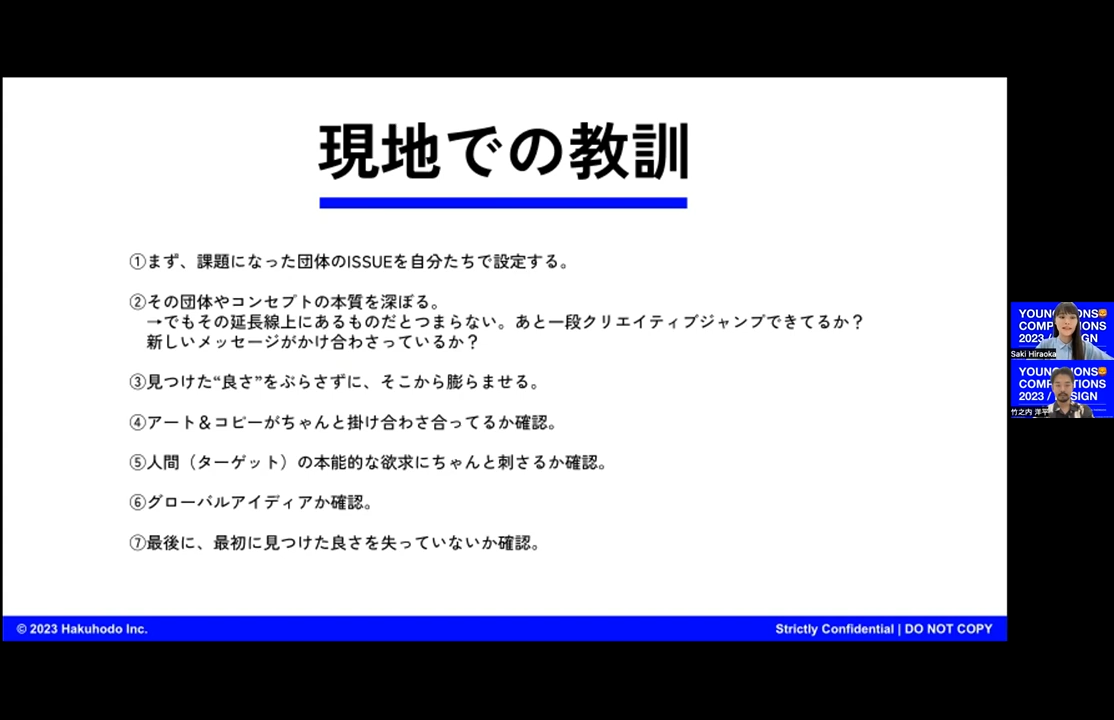 現地での教訓
①まず、課題になった団体のISSUEを自分たちで設定する。
②その団体やコンセプトの本質を深ぼる。
→でもその延長線上にあるものだとつまらない。あと一段クリエイティブジャンプできてるか？
新しいメッセージがかけ合わさっているか？
③見つけた“良さ”をぶらさずに、そこから膨らませる。
④アート＆コピーがちゃんと掛け合わさ合ってるか確認。
⑤人間（ターゲット）の本能的な欲求にちゃんと刺さるか確認。
⑥グローバルアイディアか確認。
⑦最後に、最初に見つけた良さを失っていないか確認。
© 2023 Hakuhodo Inc.
Strictly Confidential | DO NOT COPY
Saki Hiraoka
竹之内 洋平